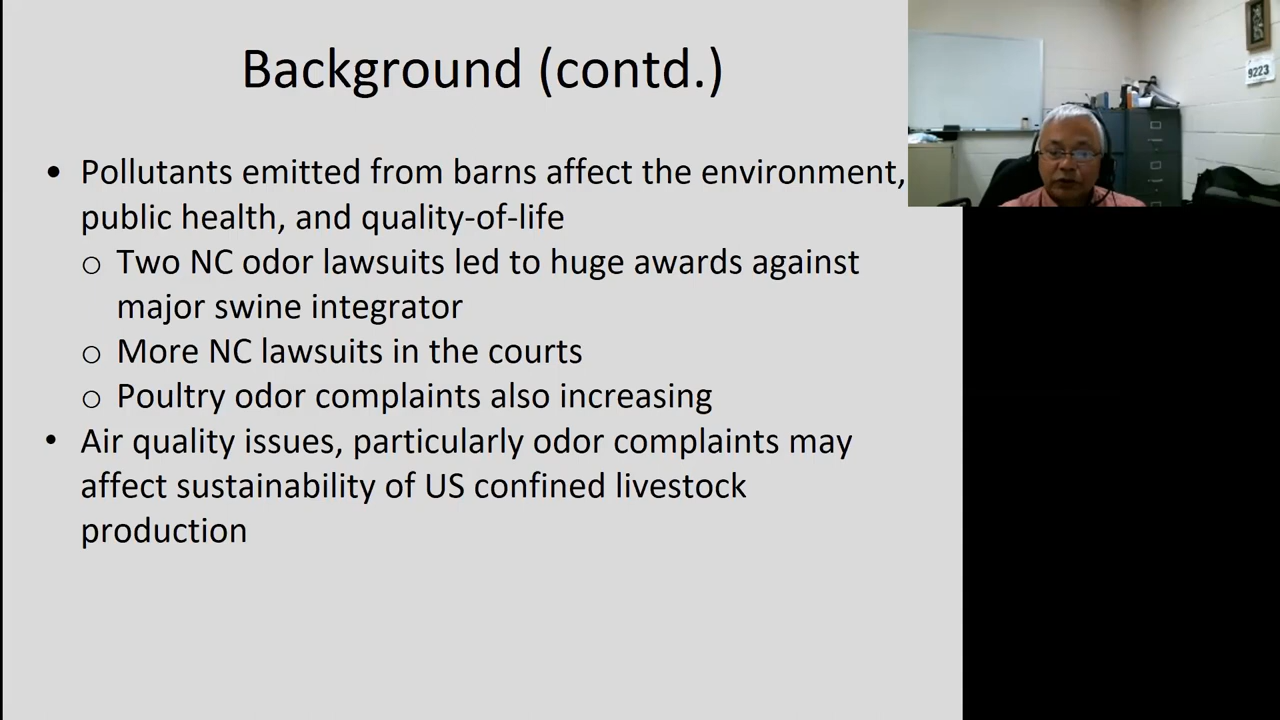 Background (contd.)
• Pollutants emitted from barns affect the environment,
public health, and quality-of-life
o Two NC odor lawsuits led to huge awards against
major swine integrator
o More NC lawsuits in the courts
o Poultry odor complaints also increasing
• Air quality issues, particularly odor complaints may
affect sustainability of US confined livestock
production
9223